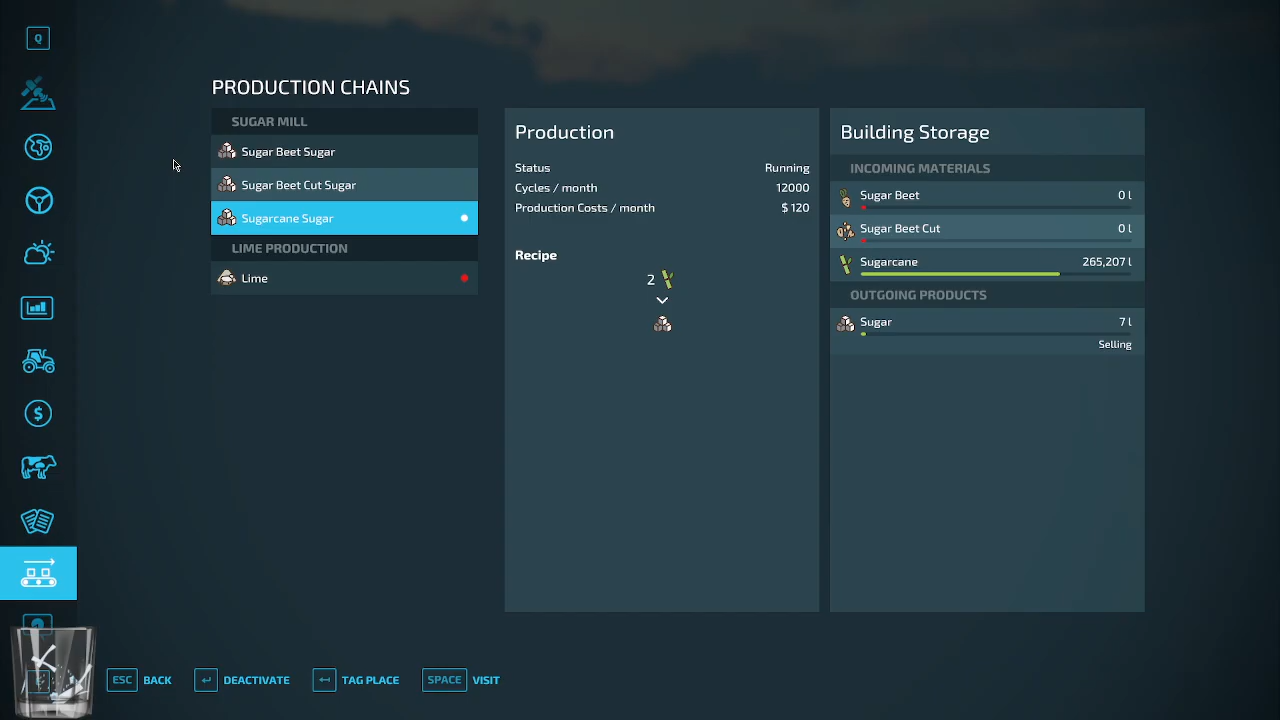 Q
PRODUCTION CHAINS
SUGAR MILL
Sugar Beet Sugar
Sugar Beet Cut Sugar
Sugarcane Sugar
LIME PRODUCTION
Lime
Production
Status Running
Cycles / month 12000
Production Costs / month $ 120
Recipe
2
Building Storage
INCOMING MATERIALS
Sugar Beet 0 l
Sugar Beet Cut 0 l
Sugarcane 265,207 l
OUTGOING PRODUCTS
Sugar 7 l
Selling
ESC BACK DEACTIVATE TAG PLACE SPACE VISIT